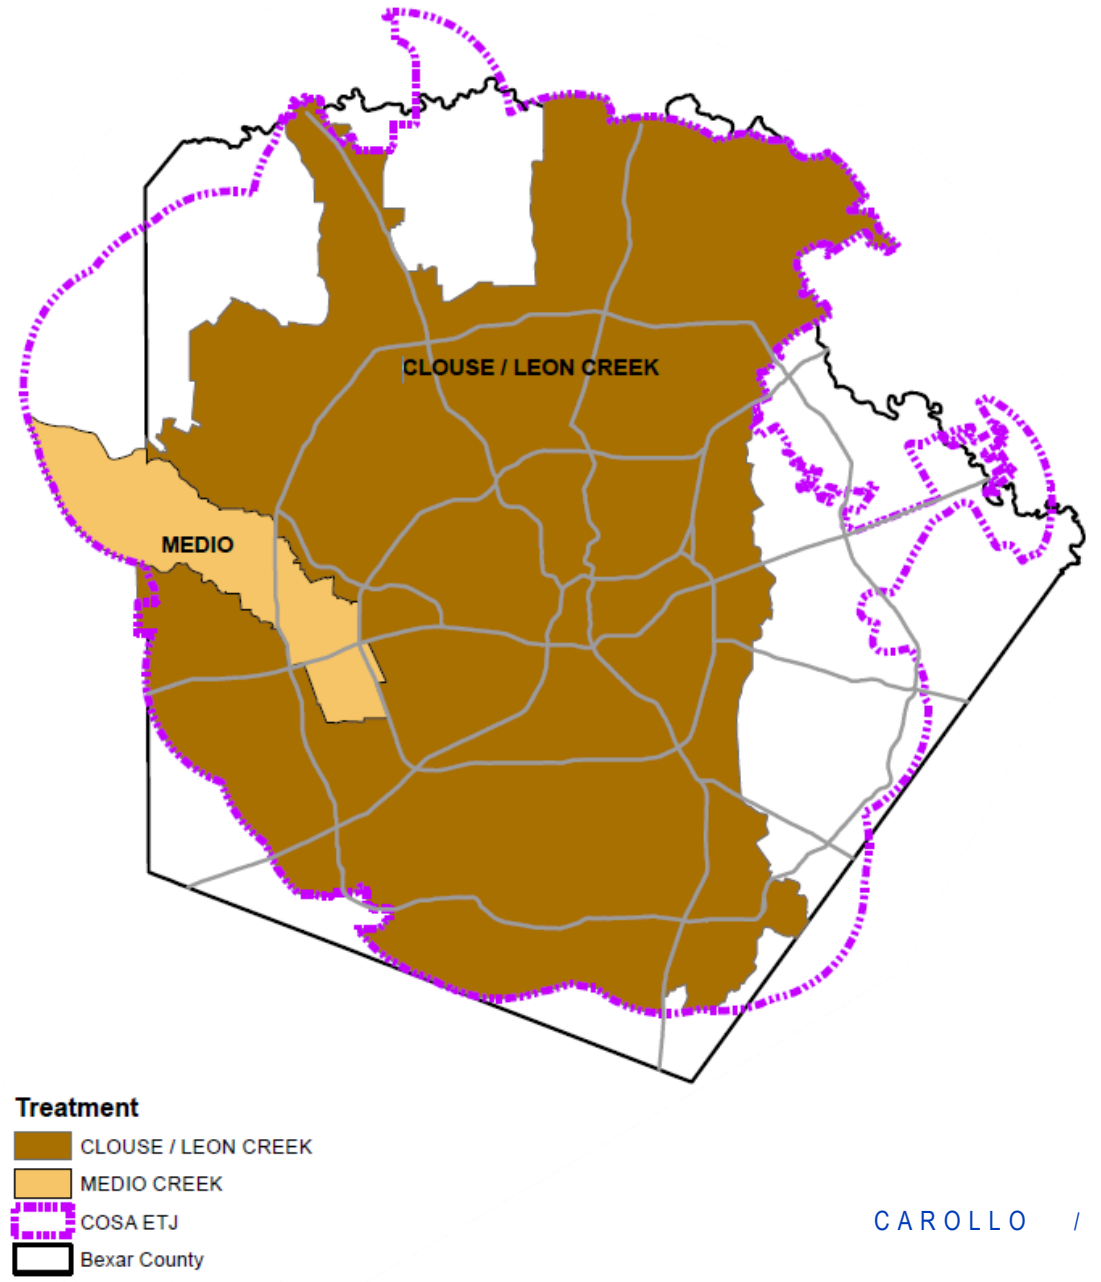 CLOUSE / LEON CREEK
MEDIO
Treatment
CLOUSE / LEON CREEK
MEDIO CREEK
COSA ETJ
Bexar County
CAROLLO /